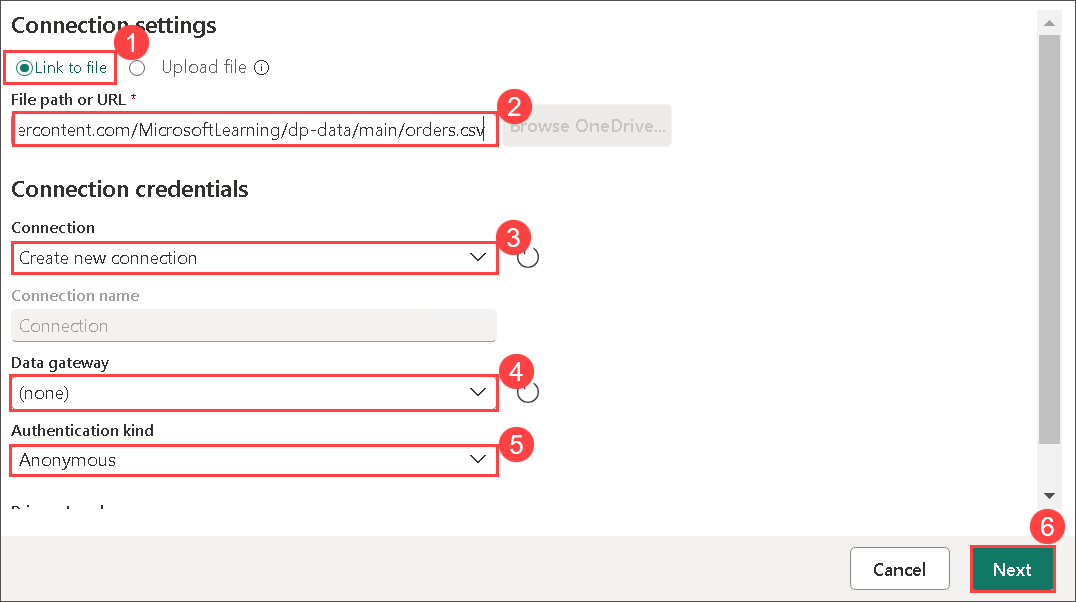 Connection settings
1
Link to file
Upload file
File path or URL *
2
ercontent.com/MicrosoftLearning/dp-data/main/orders.csv
Browse OneDrive...
Connection credentials
Connection
3
Create new connection
Connection name
Connection
Data gateway
4
(none)
Authentication kind
5
Anonymous
6
Cancel
Next